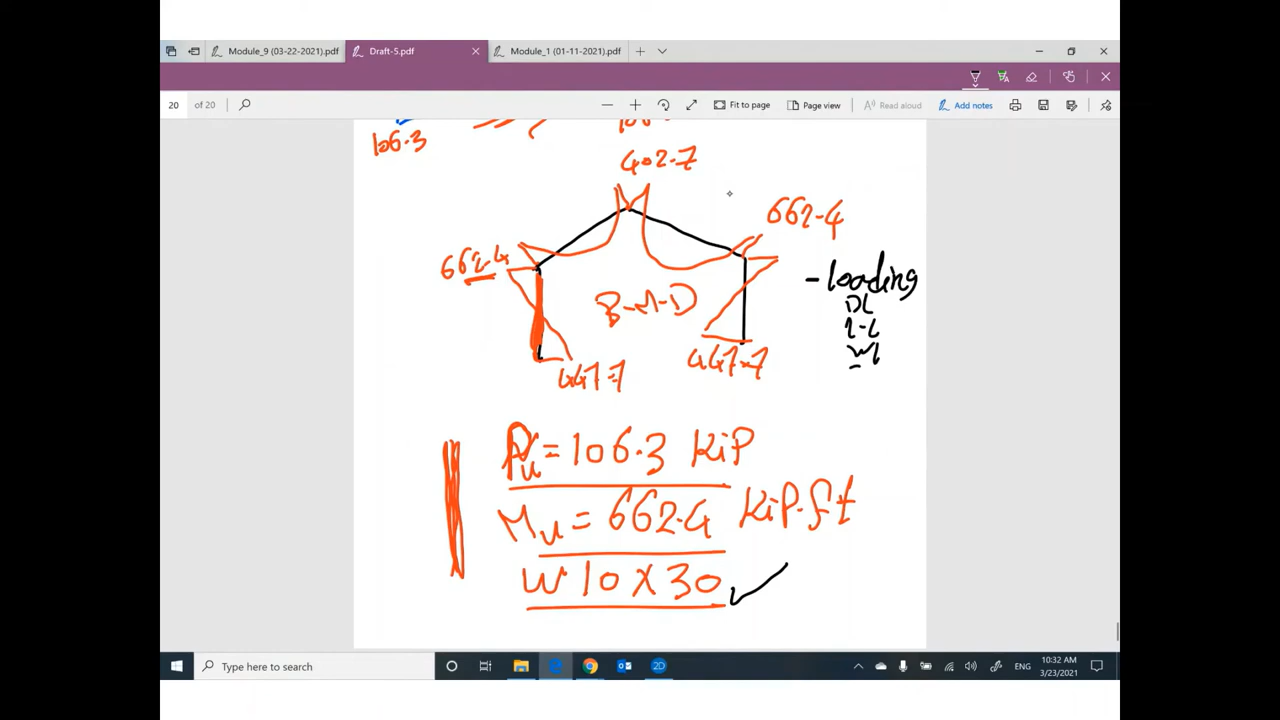 Module_9 (03-22-2021).pdf
Draft-5.pdf
Module_1 (01-11-2021).pdf
20 of 20
Fit to page
Page view
Read aloud
Add notes
106.3
402.7
662-4
662-4
- loading
DL
L-L
WL
B-M-D
447.7
447.7
Pu = 106.3 KiP
Mu = 662.4 KiP.ft
W 10 X 30
Type here to search
ENG
10:32 AM
3/23/2021